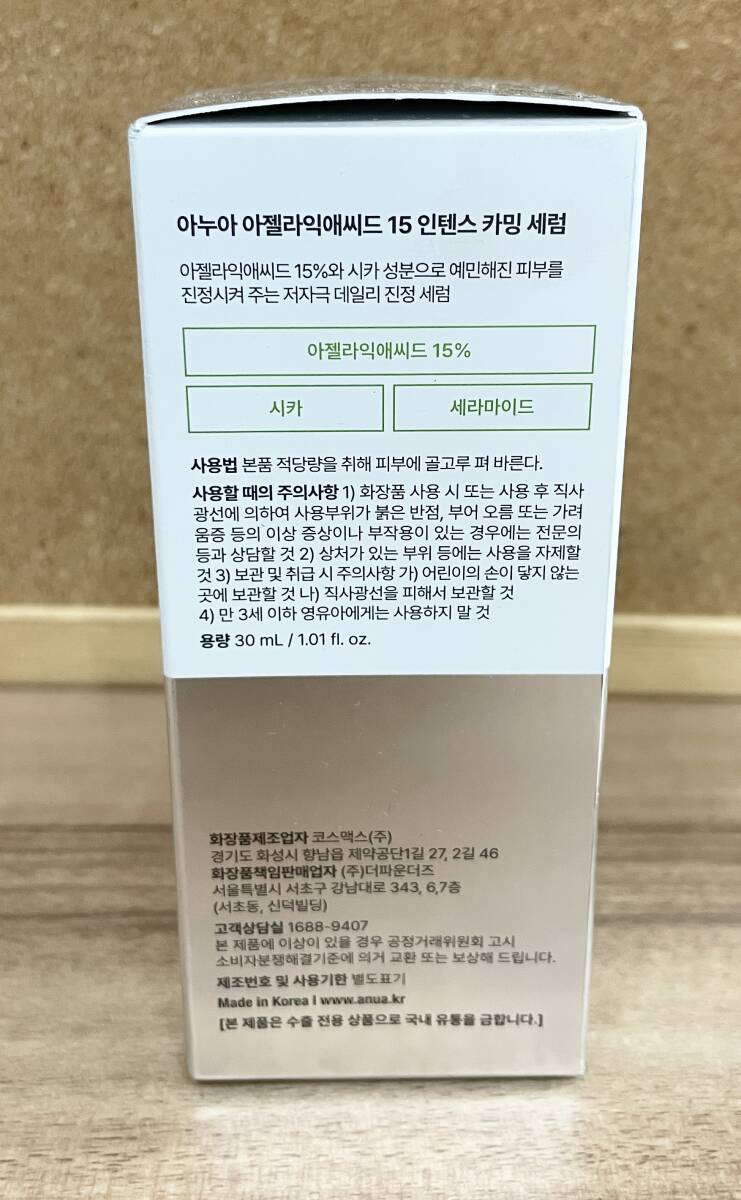 아누아 아젤라익애씨드 15 인텐스 카밍 세럼
아젤라익애씨드 15%와 시카 성분으로 예민해진 피부를
진정시켜 주는 저자극 데일리 진정 세럼
아젤라익애씨드 15%
시카
세라마이드
사용법 본품 적당량을 취해 피부에 골고루 펴 바른다.
사용할 때의 주의사항 1) 화장품 사용 시 또는 사용 후 직사
광선에 의하여 사용부위가 붉은 반점, 부어 오름 또는 가려
움증 등의 이상 증상이나 부작용이 있는 경우에는 전문의
등과 상담할 것 2) 상처가 있는 부위 등에는 사용을 자제할
것 3) 보관 및 취급 시 주의사항 가) 어린이의 손이 닿지 않는
곳에 보관할 것 나) 직사광선을 피해서 보관할 것
4) 만 3세 이하 영유아에게는 사용하지 말 것
용량 30 mL / 1.01 fl. oz.
화장품제조업자 코스맥스(주)
경기도 화성시 향남읍 제약공단1길 27, 2길 46
화장품책임판매업자 (주)더파운더즈
서울특별시 서초구 강남대로 343, 6,7층
(서초동, 신덕빌딩)
고객상담실 1688-9407
본 제품에 이상이 있을 경우 공정거래위원회 고시
소비자분쟁해결기준에 의거 교환 또는 보상해 드립니다.
제조번호 및 사용기한 별도표기
Made in Korea l www.anua.kr
[본 제품은 수출 전용 상품으로 국내 유통을 금합니다.]